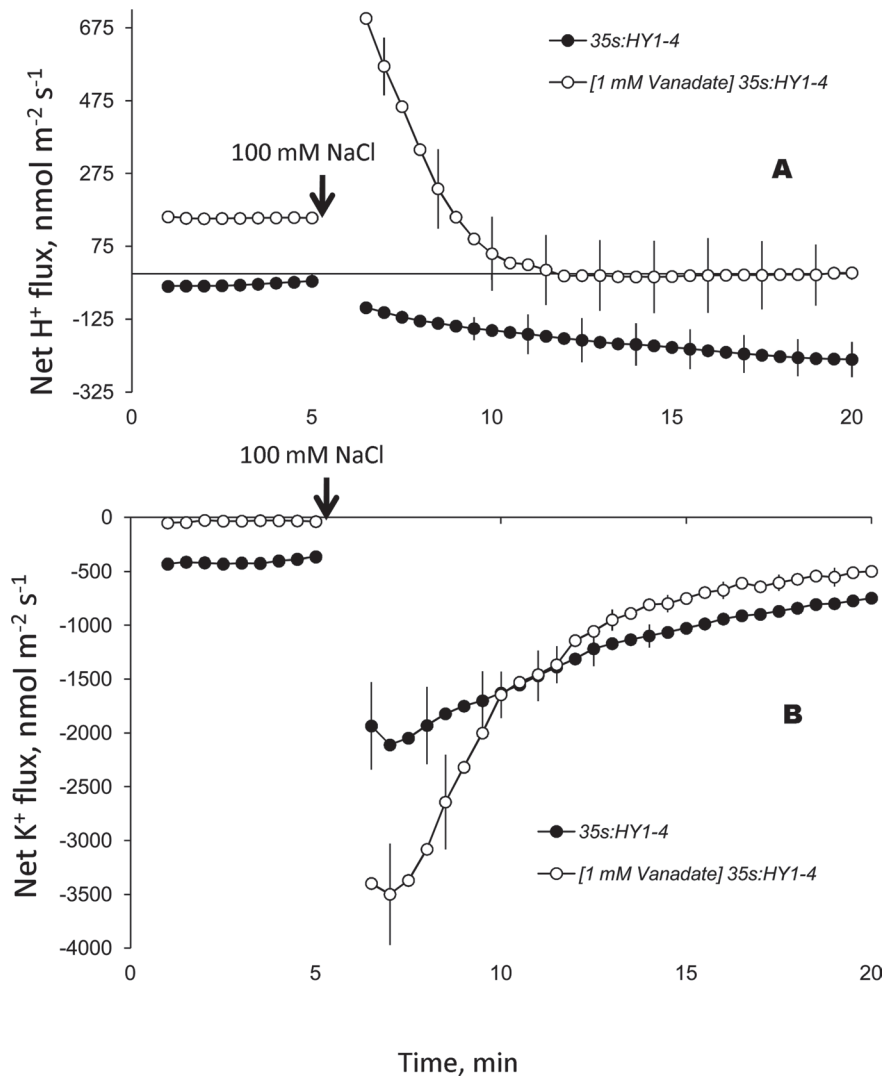 675
475
275
75
-125
-325
Net H⁺ flux, nmol m⁻² s⁻¹
35s:HY1-4
[1 mM Vanadate] 35s:HY1-4
100 mM NaCl
A
0 5 10 15 20
100 mM NaCl
0
-500
-1000
-1500
-2000
-2500
-3000
-3500
-4000
Net K⁺ flux, nmol m⁻² s⁻¹
B
35s:HY1-4
[1 mM Vanadate] 35s:HY1-4
0 5 10 15 20
Time, min